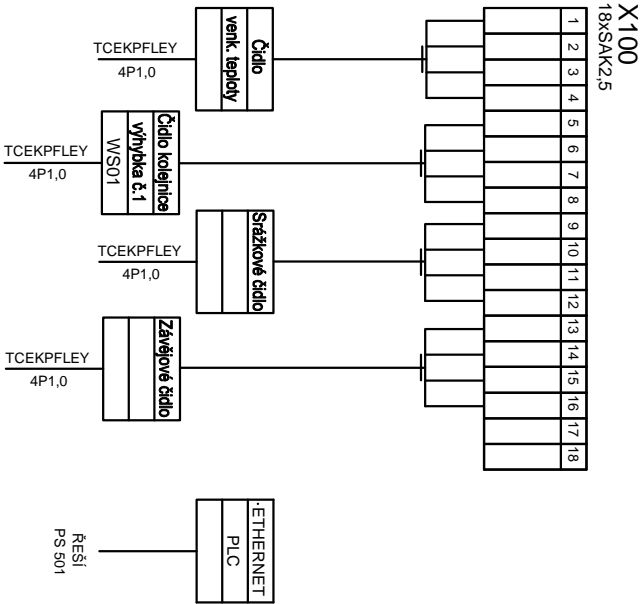 X100
18xSAK2,5
1
2
3
4
5
6
7
8
9
10
11
12
13
14
15
16
17
18
Čidlo
venk. teploty
TCEKPFLEY
4P1,0
Čidlo kolejnice
výhybka č.1
WS01
TCEKPFLEY
4P1,0
Srážkové čidlo
TCEKPFLEY
4P1,0
Závějové čidlo
TCEKPFLEY
4P1,0
·ETHERNET
PLC
ŘEŠÍ
PS 501